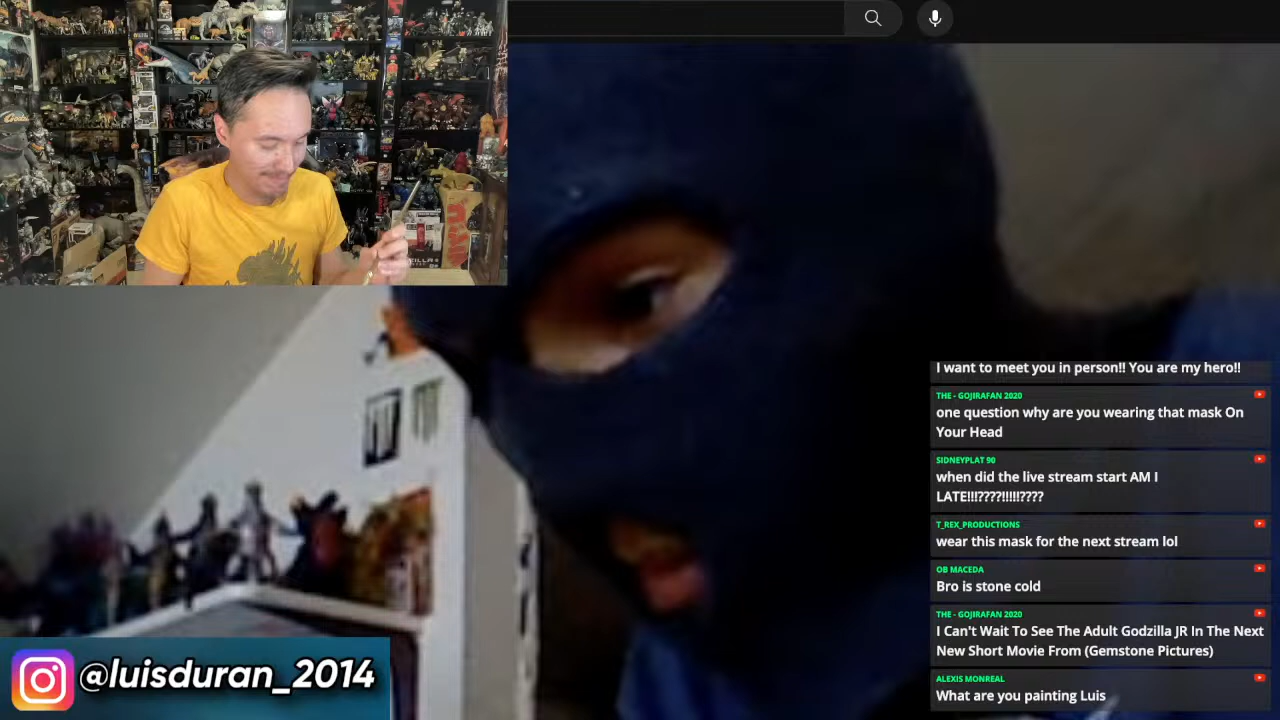 I want to meet you in person!! You are my hero!!
THE - GOJIRAFAN 2020
one question why are you wearing that mask On
Your Head
SIDNEYPLAT 90
when did the live stream start AM I
LATE!!!????!!!!!????
T_REX_PRODUCTIONS
wear this mask for the next stream lol
OB MACEDA
Bro is stone cold
THE - GOJIRAFAN 2020
I Can't Wait To See The Adult Godzilla JR In The Next
New Short Movie From (Gemstone Pictures)
ALEXIS MONREAL
What are you painting Luis
@luisduran_2014